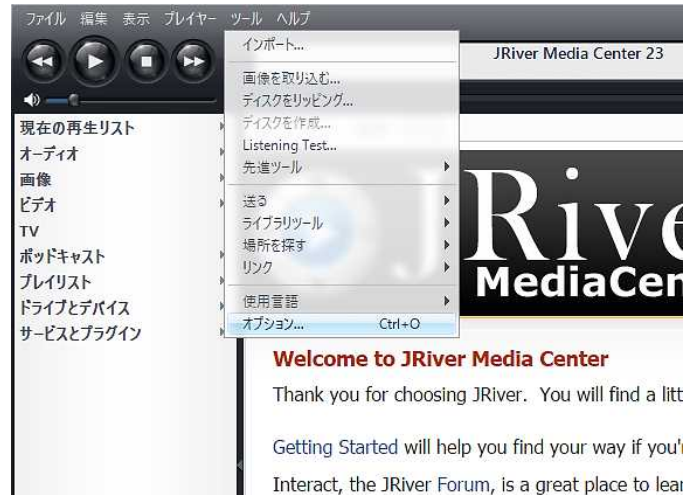 ファイル 編集 表示 プレイヤー ツール ヘルプ
JRiver Media Center 23
インポート...
画像を取り込む...
ディスクをリッピング...
ディスクを作成...
Listening Test...
先進ツール
送る
ライブラリツール
場所を探す
リンク
使用言語
オプション... Ctrl+O
現在の再生リスト
オーディオ
画像
ビデオ
TV
ポッドキャスト
プレイリスト
ドライブとデバイス
サービスとプラグイン
JRive
MediaCen
Welcome to JRiver Media Center
Thank you for choosing JRiver. You will find a litt
Getting Started will help you find your way if you'
Interact, the JRiver Forum, is a great place to lear